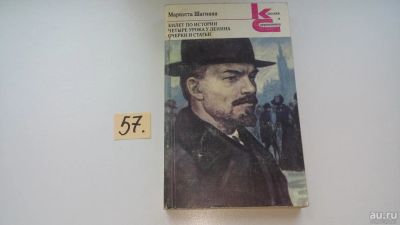 Мариэтта Шагинян
БИЛЕТ ПО ИСТОРИИ
ЧЕТЫРЕ УРОКА У ЛЕНИНА
ОЧЕРКИ И СТАТЬИ
К
С
57.
au.ru